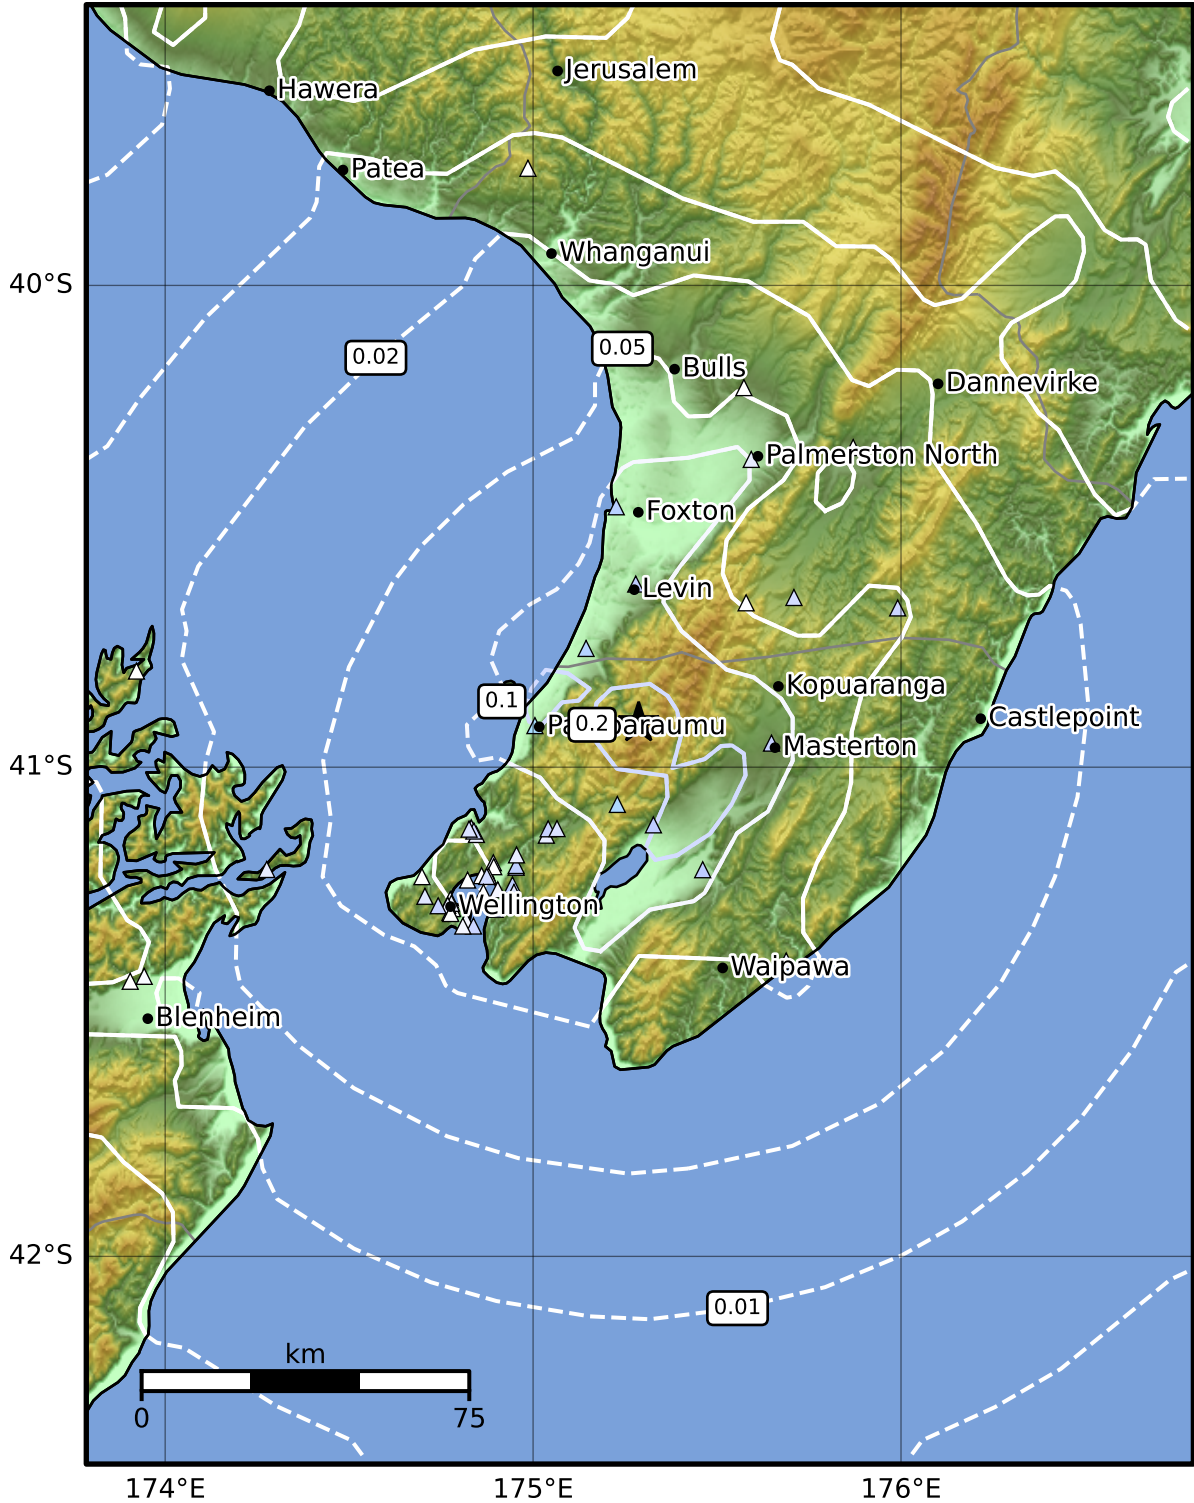 Jerusalem
Hawera
Patea
Whanganui
40°S
0.02
0.05
Bulls
Dannevirke
Palmerston North
Foxton
Levin
Kopuaranga
0.1
Castlepoint
0.2
Masterton
41°S
Wellington
Waipawa
Blenheim
42°S
0.01
km
0
75
174°E
175°E
176°E